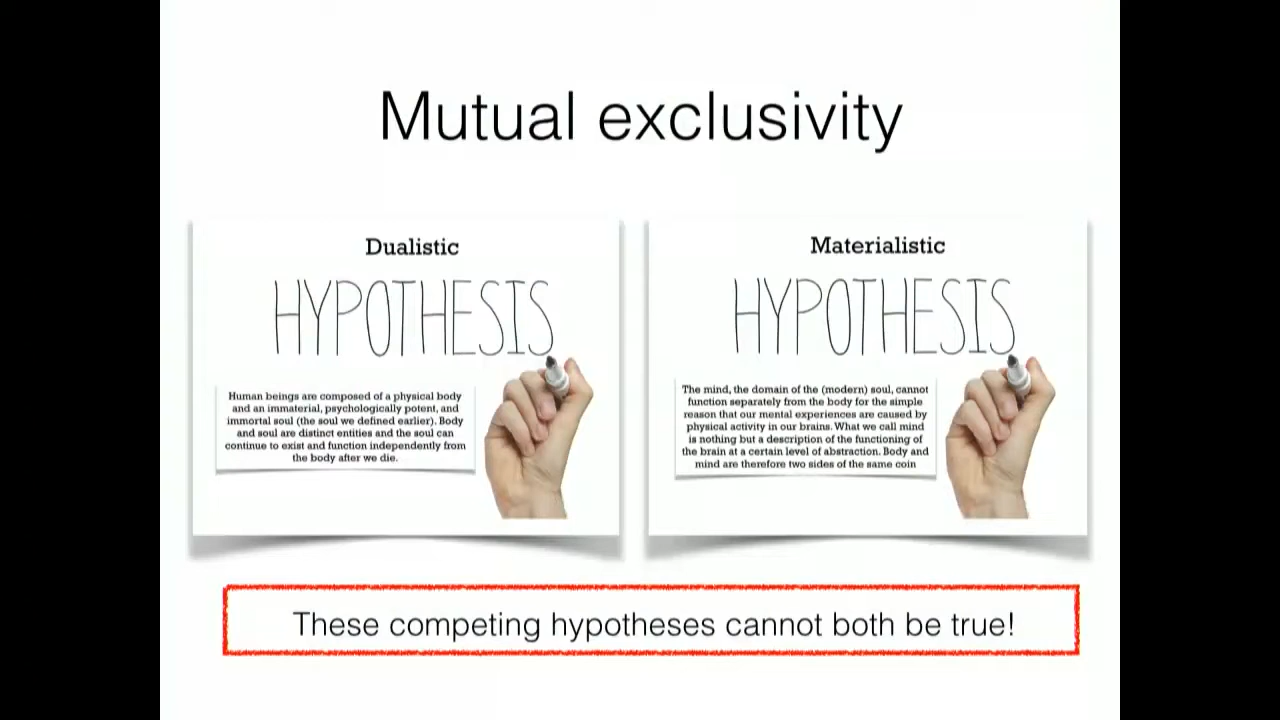 Mutual exclusivity
Dualistic
HYPOTHESIS
Human beings are composed of a physical body
and an immaterial, psychologically potent, and
immortal soul (the soul we defined earlier). Body
and soul are distinct entities and the soul can
continue to exist and function independently from
the body after we die.
Materialistic
HYPOTHESIS
The mind, the domain of the (modern) soul, cannot
function separately from the body for the simple
reason that our mental experiences are caused by
physical activity in our brains. What we call mind
is nothing but a description of the functioning of
the brain at a certain level of abstraction. Body and
mind are therefore two sides of the same coin
These competing hypotheses cannot both be true!